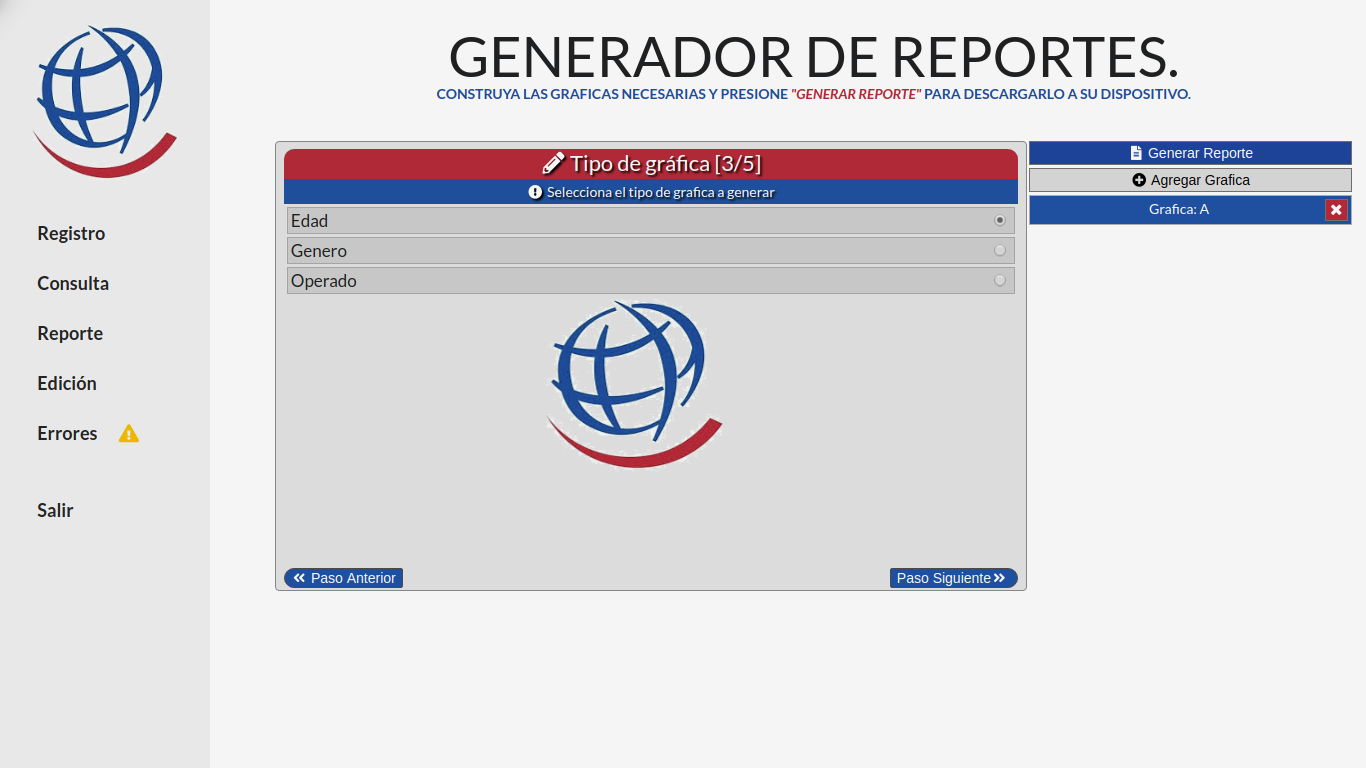 GENERADOR DE REPORTES.
CONSTRUYA LAS GRAFICAS NECESARIAS Y PRESIONE "GENERAR REPORTE" PARA DESCARGARLO A SU DISPOSITIVO.
Registro
Consulta
Reporte
Edición
Errores
Salir
Tipo de gráfica [3/5]
Selecciona el tipo de grafica a generar
Edad
Genero
Operado
Paso Anterior
Paso Siguiente
Generar Reporte
Agregar Grafica
Grafica: A